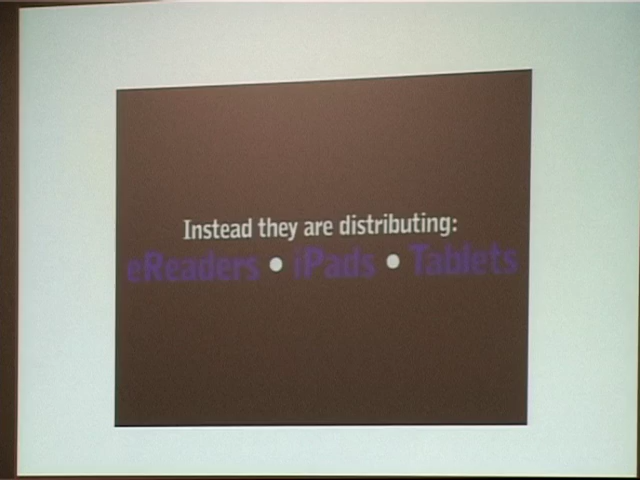 Instead they are distributing:
eReaders • iPads • Tablets